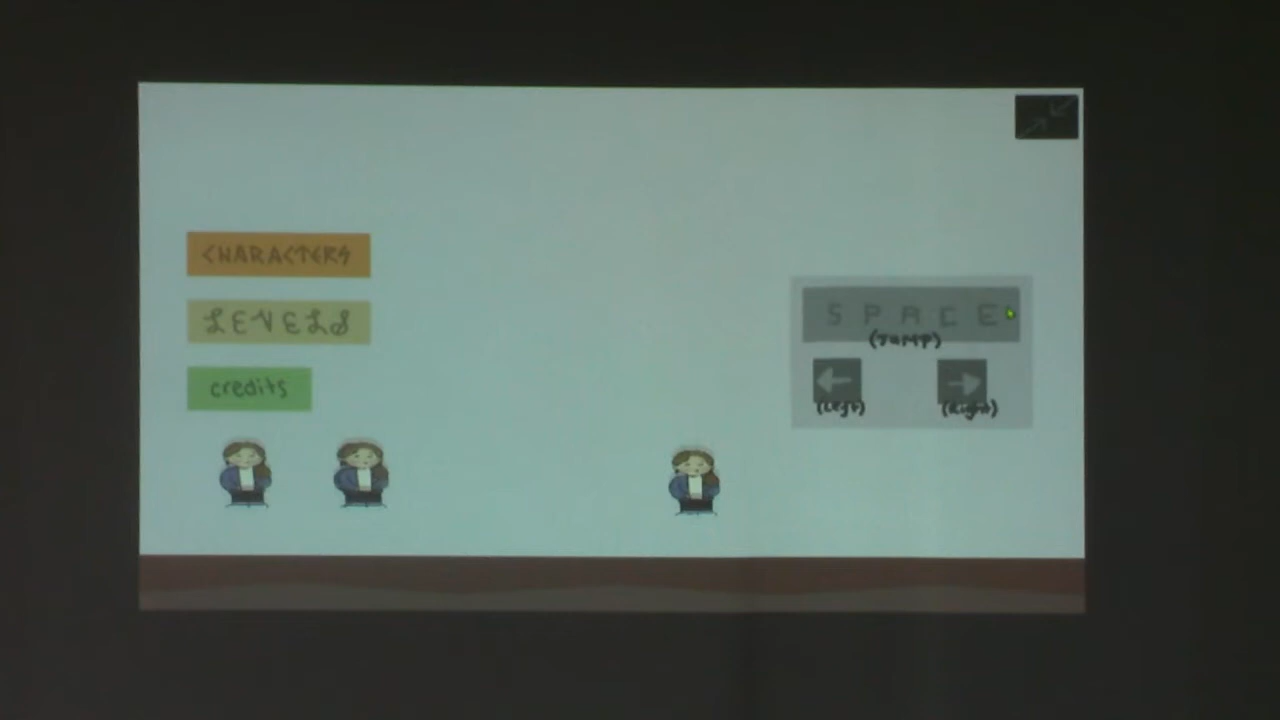 CHARACTERS
LEVELS
credits
SPACE
(JUMP)
(Left)
(Right)